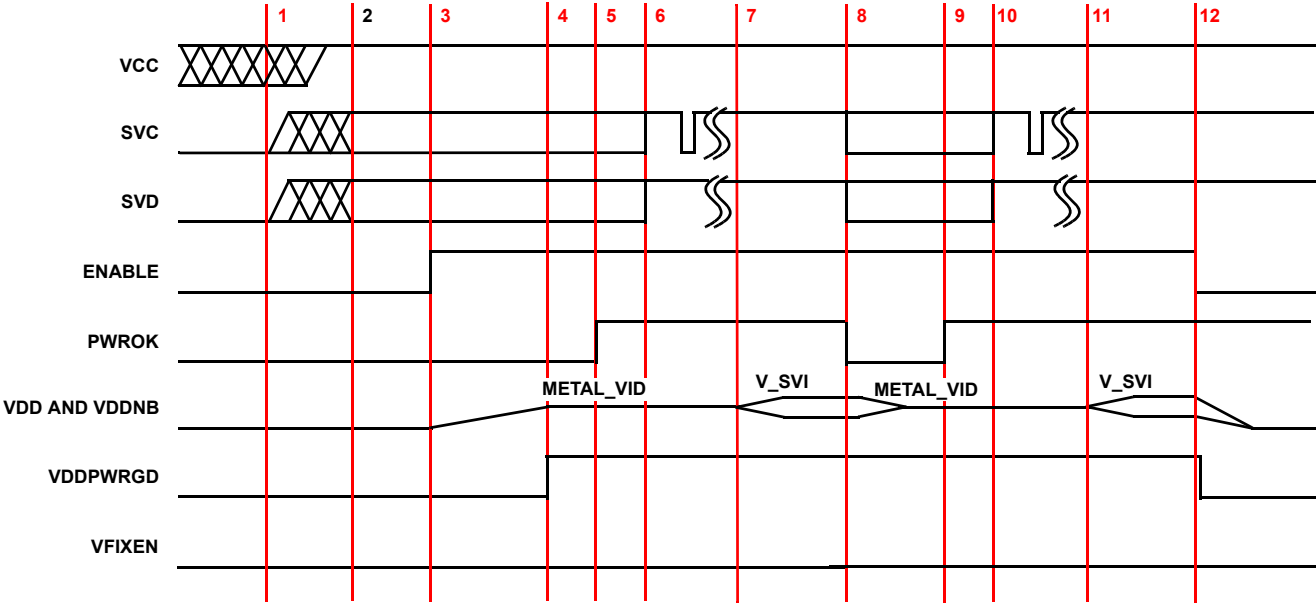 1 2 3 4 5 6 7 8 9 10 11 12
VCC
SVC
SVD
ENABLE
PWROK
METAL_VID V_SVI METAL_VID V_SVI
VDD AND VDDNB
VDDPWRGD
VFIXEN